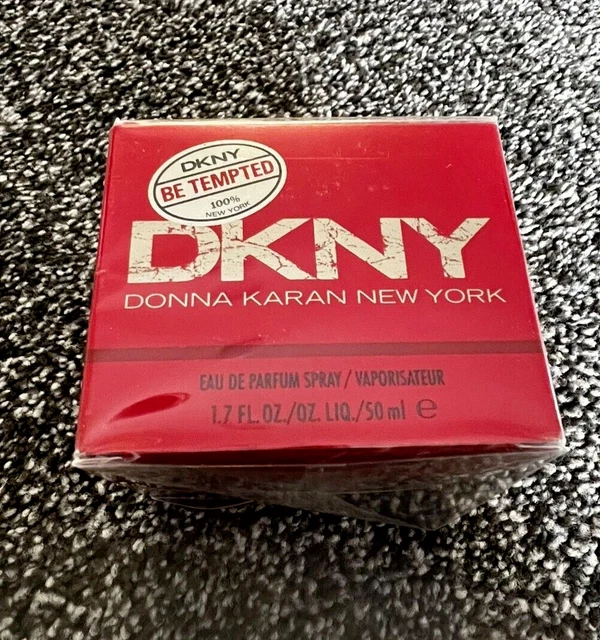 DKNY
BE TEMPTED
100%
NEW YORK
DKNY
DONNA KARAN NEW YORK
EAU DE PARFUM SPRAY / VAPORISATEUR
1.7 FL. OZ./OZ. LIQ./50 ml ℮